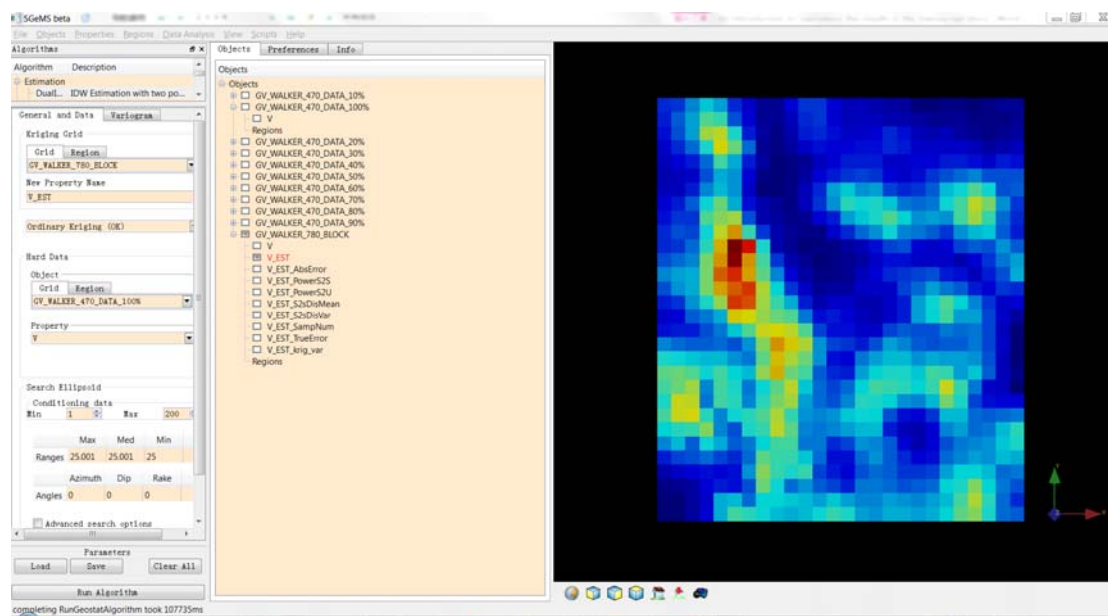 SGeMS beta
File Objects Properties Regions Data Analysis View Scripts Help
Algorithms
Algorithm Description
Estimation
DualI... IDW Estimation with two po...
General and Data Variogram
Kriging Grid
Grid Region
GV_WALKER_780_BLOCK
New Property Name
V_EST
Ordinary Kriging (OK)
Hard Data
Object
Grid Region
GV_WALKER_470_DATA_100%
Property
V
Search Ellipsoid
Conditioning data
Min 1 Max 200
Max Med Min
Ranges 25.001 25.001 25
Azimuth Dip Rake
Angles 0 0 0
Advanced search options
Parameters
Load Save Clear All
Run Algorithm
completing RunGeostatAlgorithm took 107735ms
Objects Preferences Info
Objects
Objects
GV_WALKER_470_DATA_10%
GV_WALKER_470_DATA_100%
V
Regions
GV_WALKER_470_DATA_20%
GV_WALKER_470_DATA_30%
GV_WALKER_470_DATA_40%
GV_WALKER_470_DATA_50%
GV_WALKER_470_DATA_60%
GV_WALKER_470_DATA_70%
GV_WALKER_470_DATA_80%
GV_WALKER_470_DATA_90%
GV_WALKER_780_BLOCK
V
V_EST
V_EST_AbsError
V_EST_PowerS2S
V_EST_PowerS2U
V_EST_S2sDisMean
V_EST_S2sDisVar
V_EST_SampNum
V_EST_TrueError
V_EST_krig_var
Regions